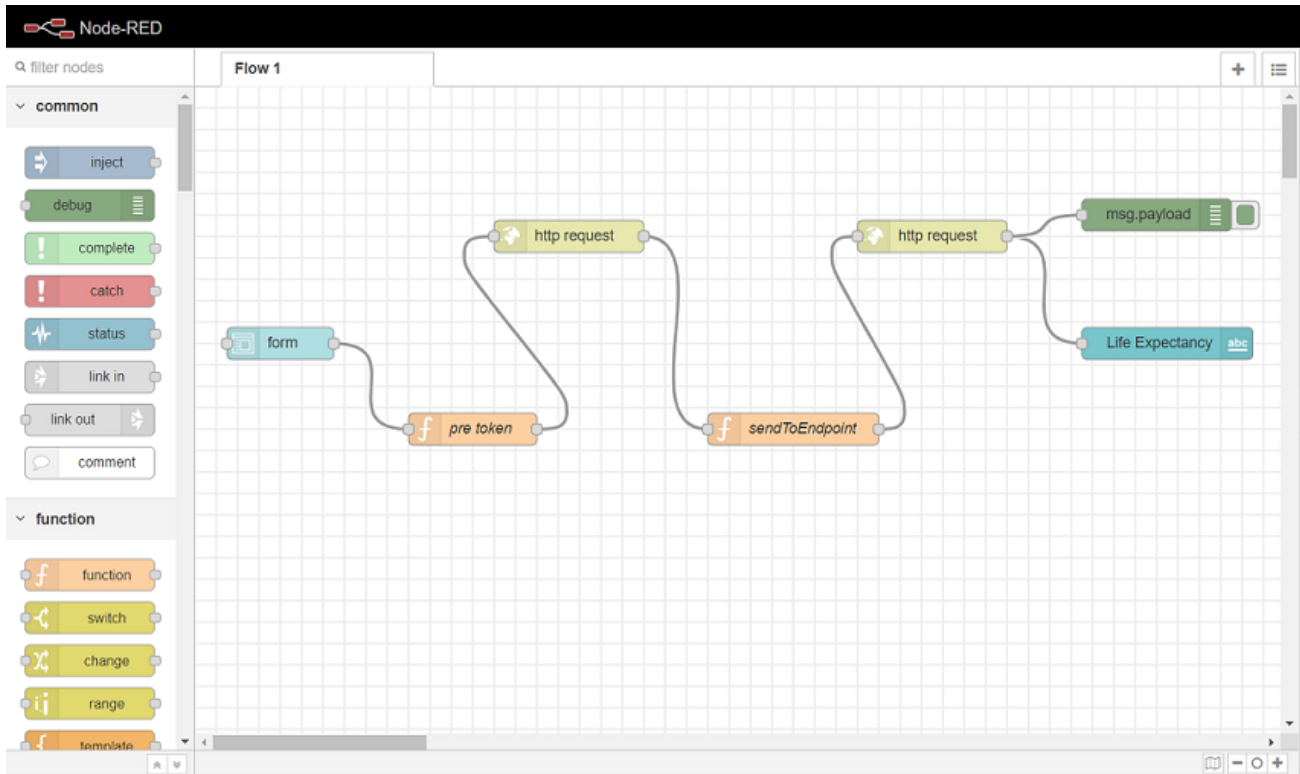 Node-RED
filter nodes
Flow 1
common
inject
debug
complete
catch
status
link in
link out
comment
function
function
switch
change
range
template
form
pre token
http request
sendToEndpoint
http request
msg.payload
Life Expectancy
abc